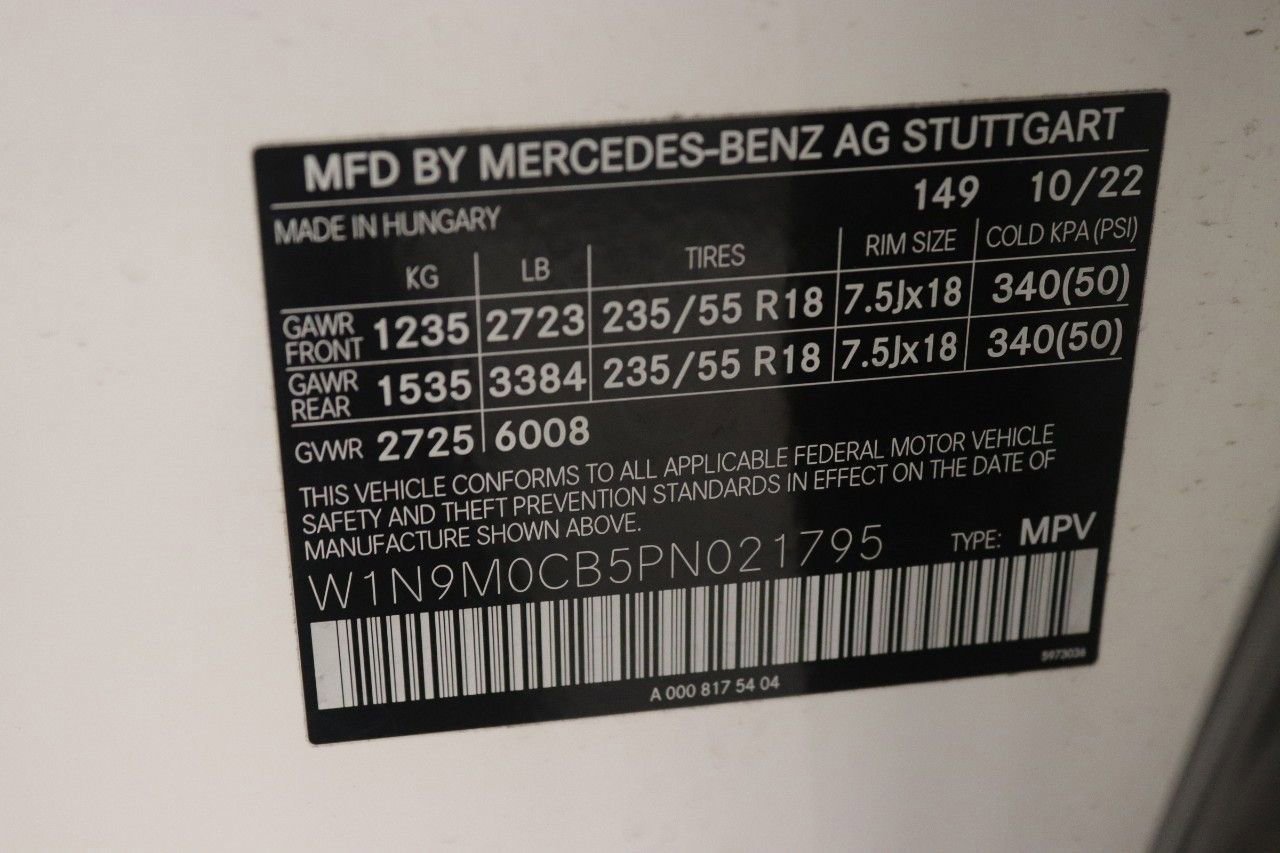 MFD BY MERCEDES-BENZ AG STUTTGART
MADE IN HUNGARY 149 10/22
KG LB TIRES RIM SIZE COLD KPA (PSI)
GAWR FRONT 1235 2723 235/55 R18 7.5Jx18 340(50)
GAWR REAR 1535 3384 235/55 R18 7.5Jx18 340(50)
GVWR 2725 6008
THIS VEHICLE CONFORMS TO ALL APPLICABLE FEDERAL MOTOR VEHICLE
SAFETY AND THEFT PREVENTION STANDARDS IN EFFECT ON THE DATE OF
MANUFACTURE SHOWN ABOVE.
W1N9M0CB5PN021795 TYPE: MPV
5973036
A 000 817 54 04